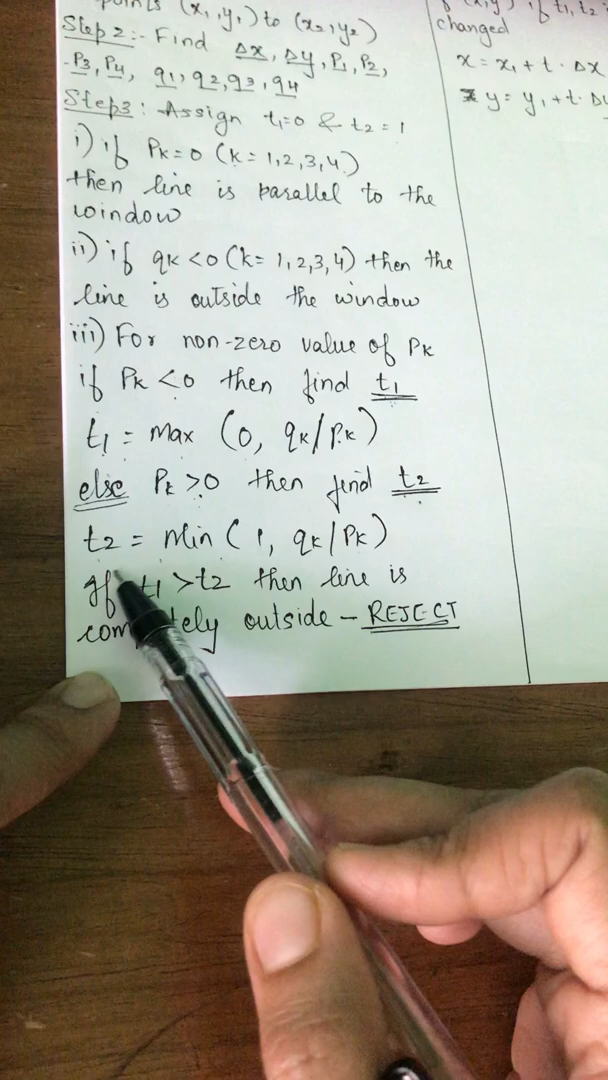 points (x1,y1) to (x2,y2)
Step 2:- Find Δx, Δy, P1, P2,
P3, P4, q1, q2, q3, q4
Step3: Assign t1=0 & t2=1
i) if Pk=0 (k=1,2,3,4)
then line is parallel to the
window
ii) if qk<0 (k=1,2,3,4) then the
line is outside the window
iii) For non-zero value of Pk
if Pk<0 then find t1
t1 = max (0, qk/Pk)
else Pk>0 then find t2
t2 = min (1, qk/Pk)
If t1>t2 then line is
outside - REJECT
if t1, t2
changed
x = x1 + t. Δx
y = y1 + t.